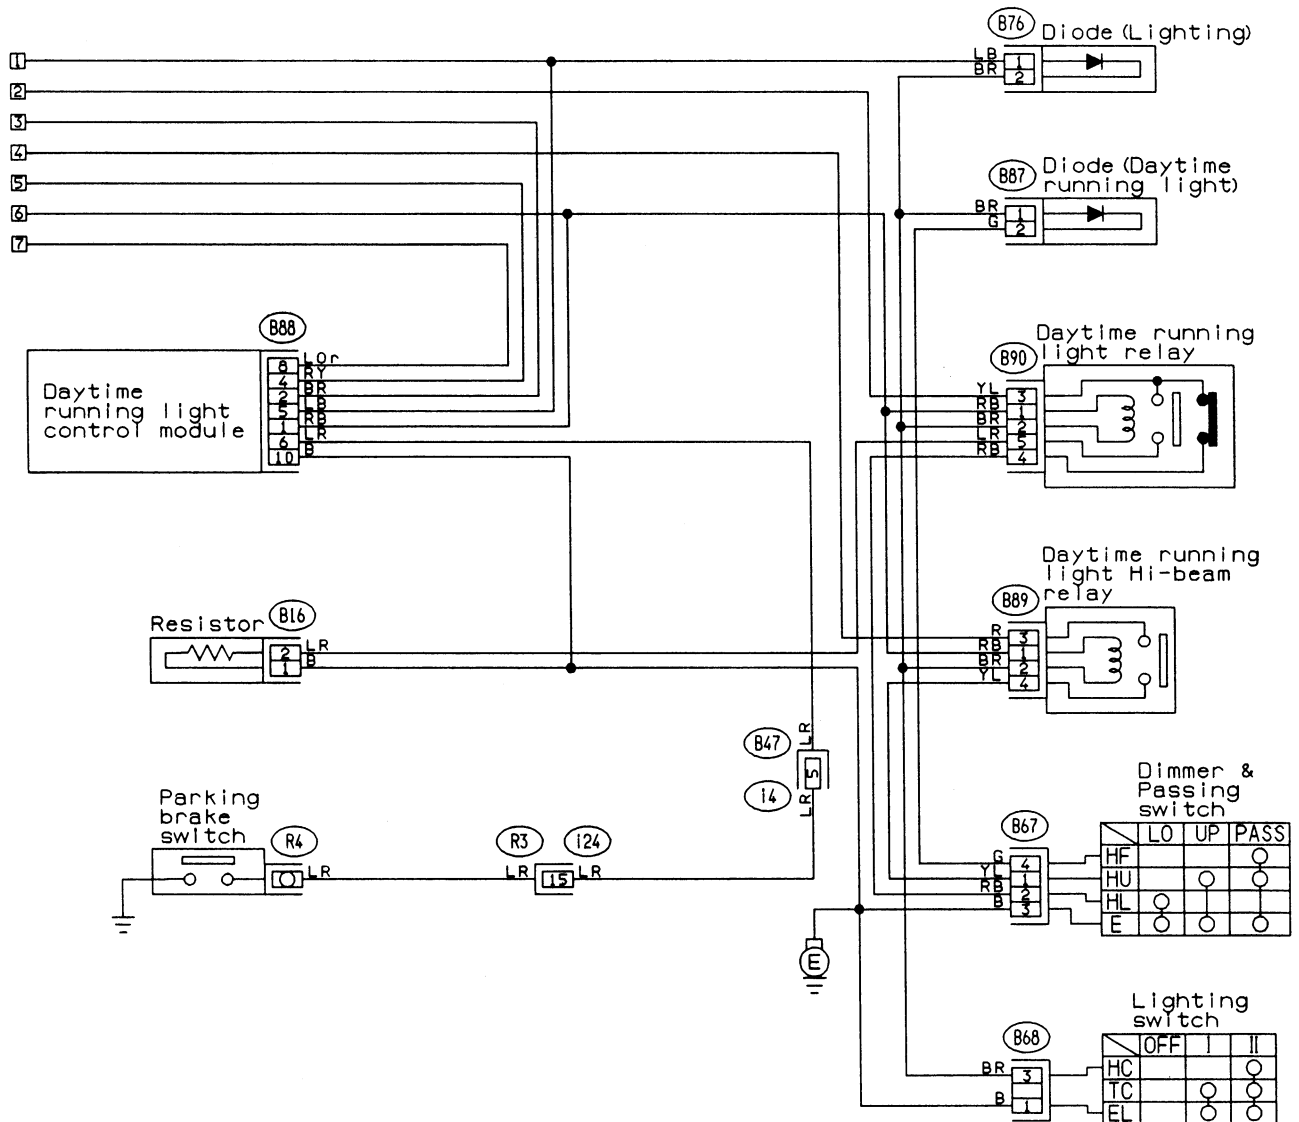 B76
Diode (Lighting)
1
LB
1
BR
2
2
3
4
B87
Diode (Daytime
running light)
5
6
BR
1
G
2
7
B88
Daytime
running light
control module
8
LOr
4
RY
2
BR
5
LB
1
RB
6
LR
10
B
B90
Daytime running
light relay
YL
3
RB
1
BR
2
LR
5
RB
4
Daytime running
light Hi-beam
relay
B89
R
3
RB
1
BR
2
YL
4
Resistor
B16
2
LR
1
B
B47
LR
5
i4
LR
Parking
brake
switch
R4
LR
R3
i24
LR
15
LR
E
Dimmer &
Passing
switch
B67
G
4
YL
1
RB
2
B
3
LO UP PASS
HF
HU
HL
E
Lighting
switch
B68
BR
3
B
1
OFF I II
HC
TC
EL